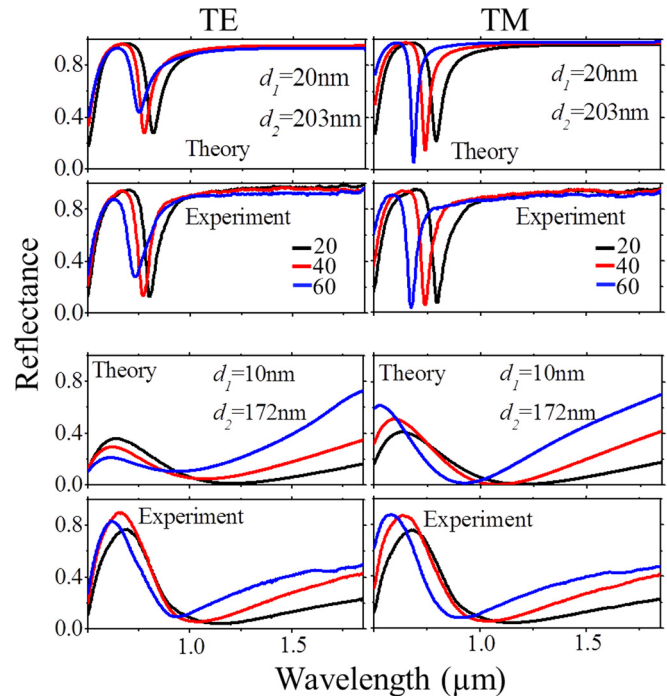 TE
TM
0.8
0.4
0.0
d₁=20nm
d₂=203nm
Theory
d₁=20nm
d₂=203nm
Theory
0.8
0.4
0.0
Experiment
20
40
60
Experiment
20
40
60
Reflectance
0.8
0.4
0.0
Theory
d₁=10nm
d₂=172nm
Theory
d₁=10nm
d₂=172nm
0.8
0.4
0.0
Experiment
Experiment
1.0
1.5
1.0
1.5
Wavelength (µm)